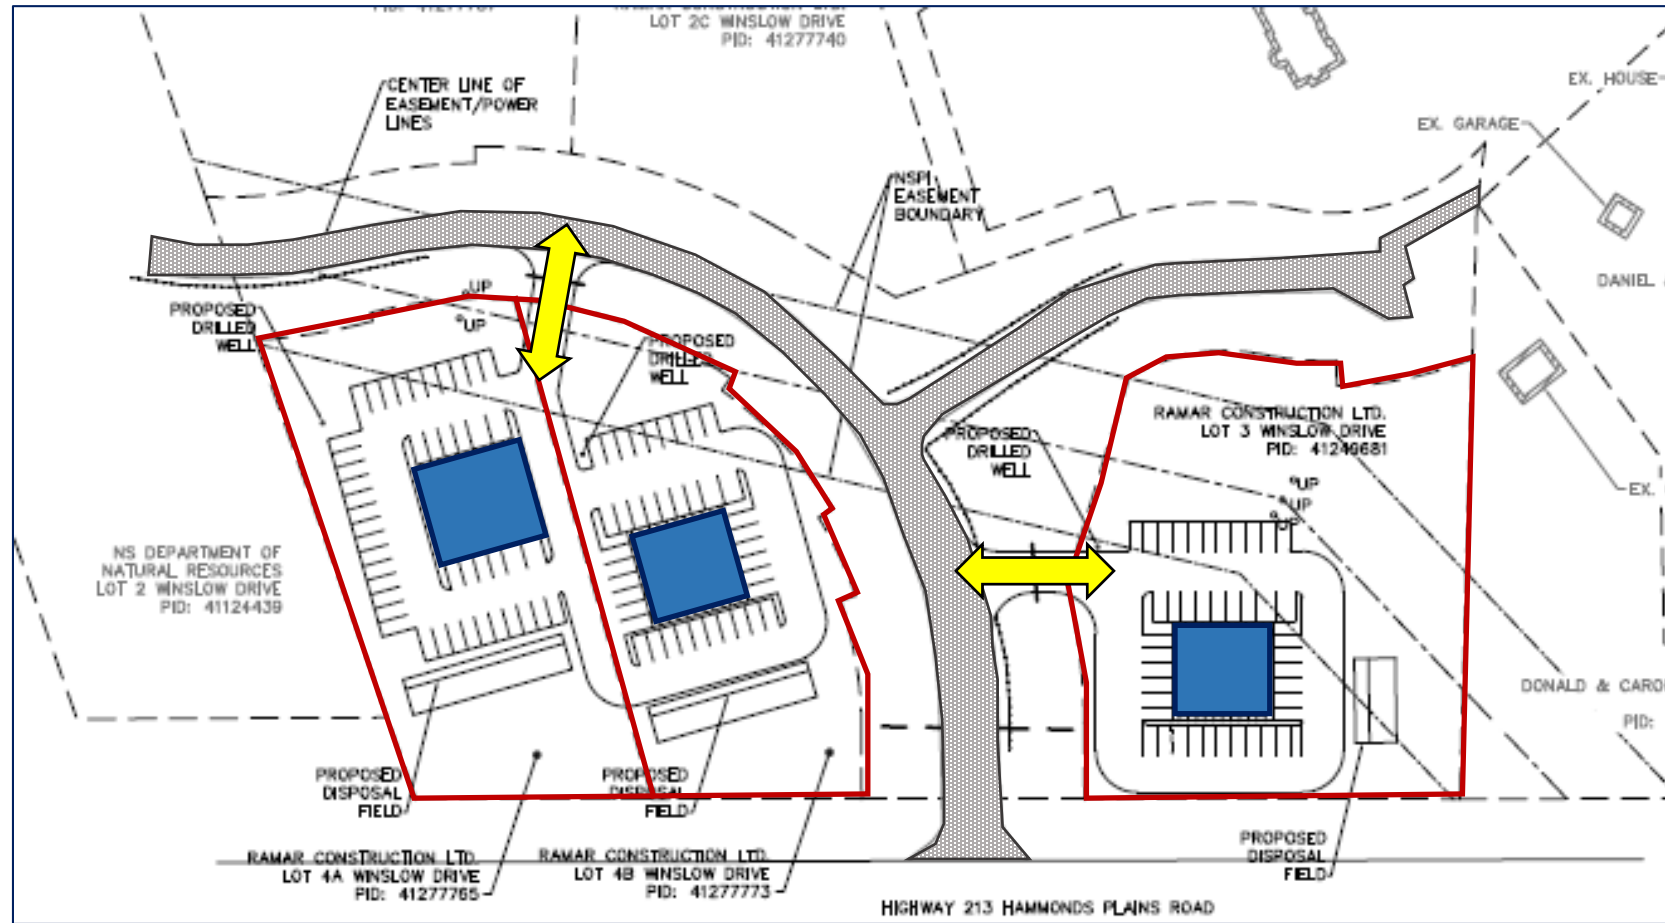 LOT 2C WINSLOW DRIVE
PID: 41277740
CENTER LINE OF
EASEMENT/POWER
LINES
EX. HOUSE
EX. GARAGE
NSPI
EASEMENT
BOUNDARY
DANIEL
UP
UP
PROPOSED
DRILLED
WELL
PROPOSED
DRILLED
WELL
RAMAR CONSTRUCTION LTD.
LOT 3 WINSLOW DRIVE
PID: 41249681
PROPOSED
DRILLED
WELL
UP
UP
UP
EX.
NS DEPARTMENT OF
NATURAL RESOURCES
LOT 2 WINSLOW DRIVE
PID: 41124439
DONALD & CARO
PID:
PROPOSED
DISPOSAL
FIELD
PROPOSED
DISPOSAL
FIELD
PROPOSED
DISPOSAL
FIELD
RAMAR CONSTRUCTION LTD.
LOT 4A WINSLOW DRIVE
PID: 41277765
RAMAR CONSTRUCTION LTD.
LOT 4B WINSLOW DRIVE
PID: 41277773
HIGHWAY 213 HAMMONDS PLAINS ROAD